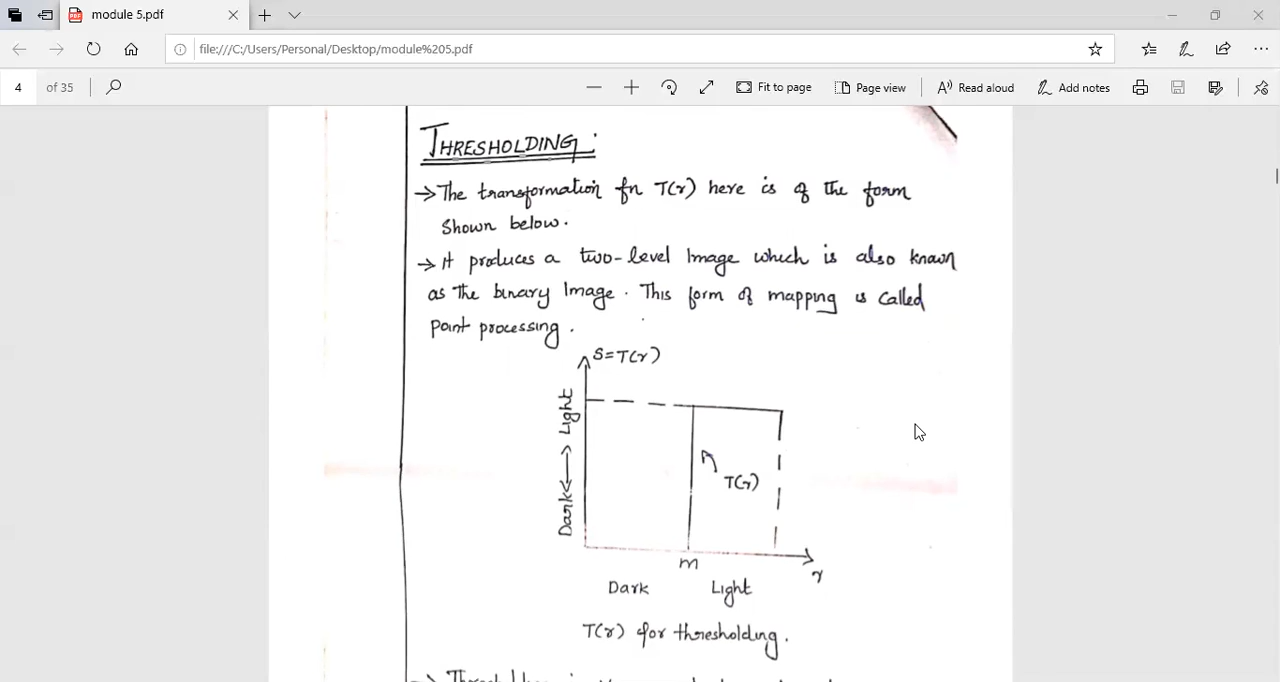 module 5.pdf
file:///C:/Users/Personal/Desktop/module%205.pdf
4 of 35
Fit to page
Page view
Read aloud
Add notes
THRESHOLDING:
→ The transformation fn T(r) here is of the form
shown below.
→ It produces a two-level Image which is also known
as the binary Image. This form of mapping is called
point processing.
S=T(r)
Dark <--> Light
T(r)
m
r
Dark Light
T(r) for thresholding.